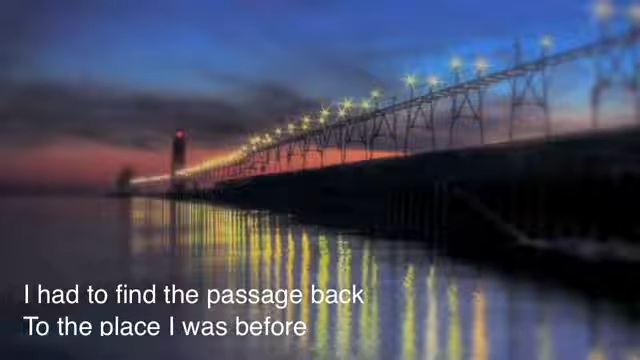 I had to find the passage back
To the place I was before